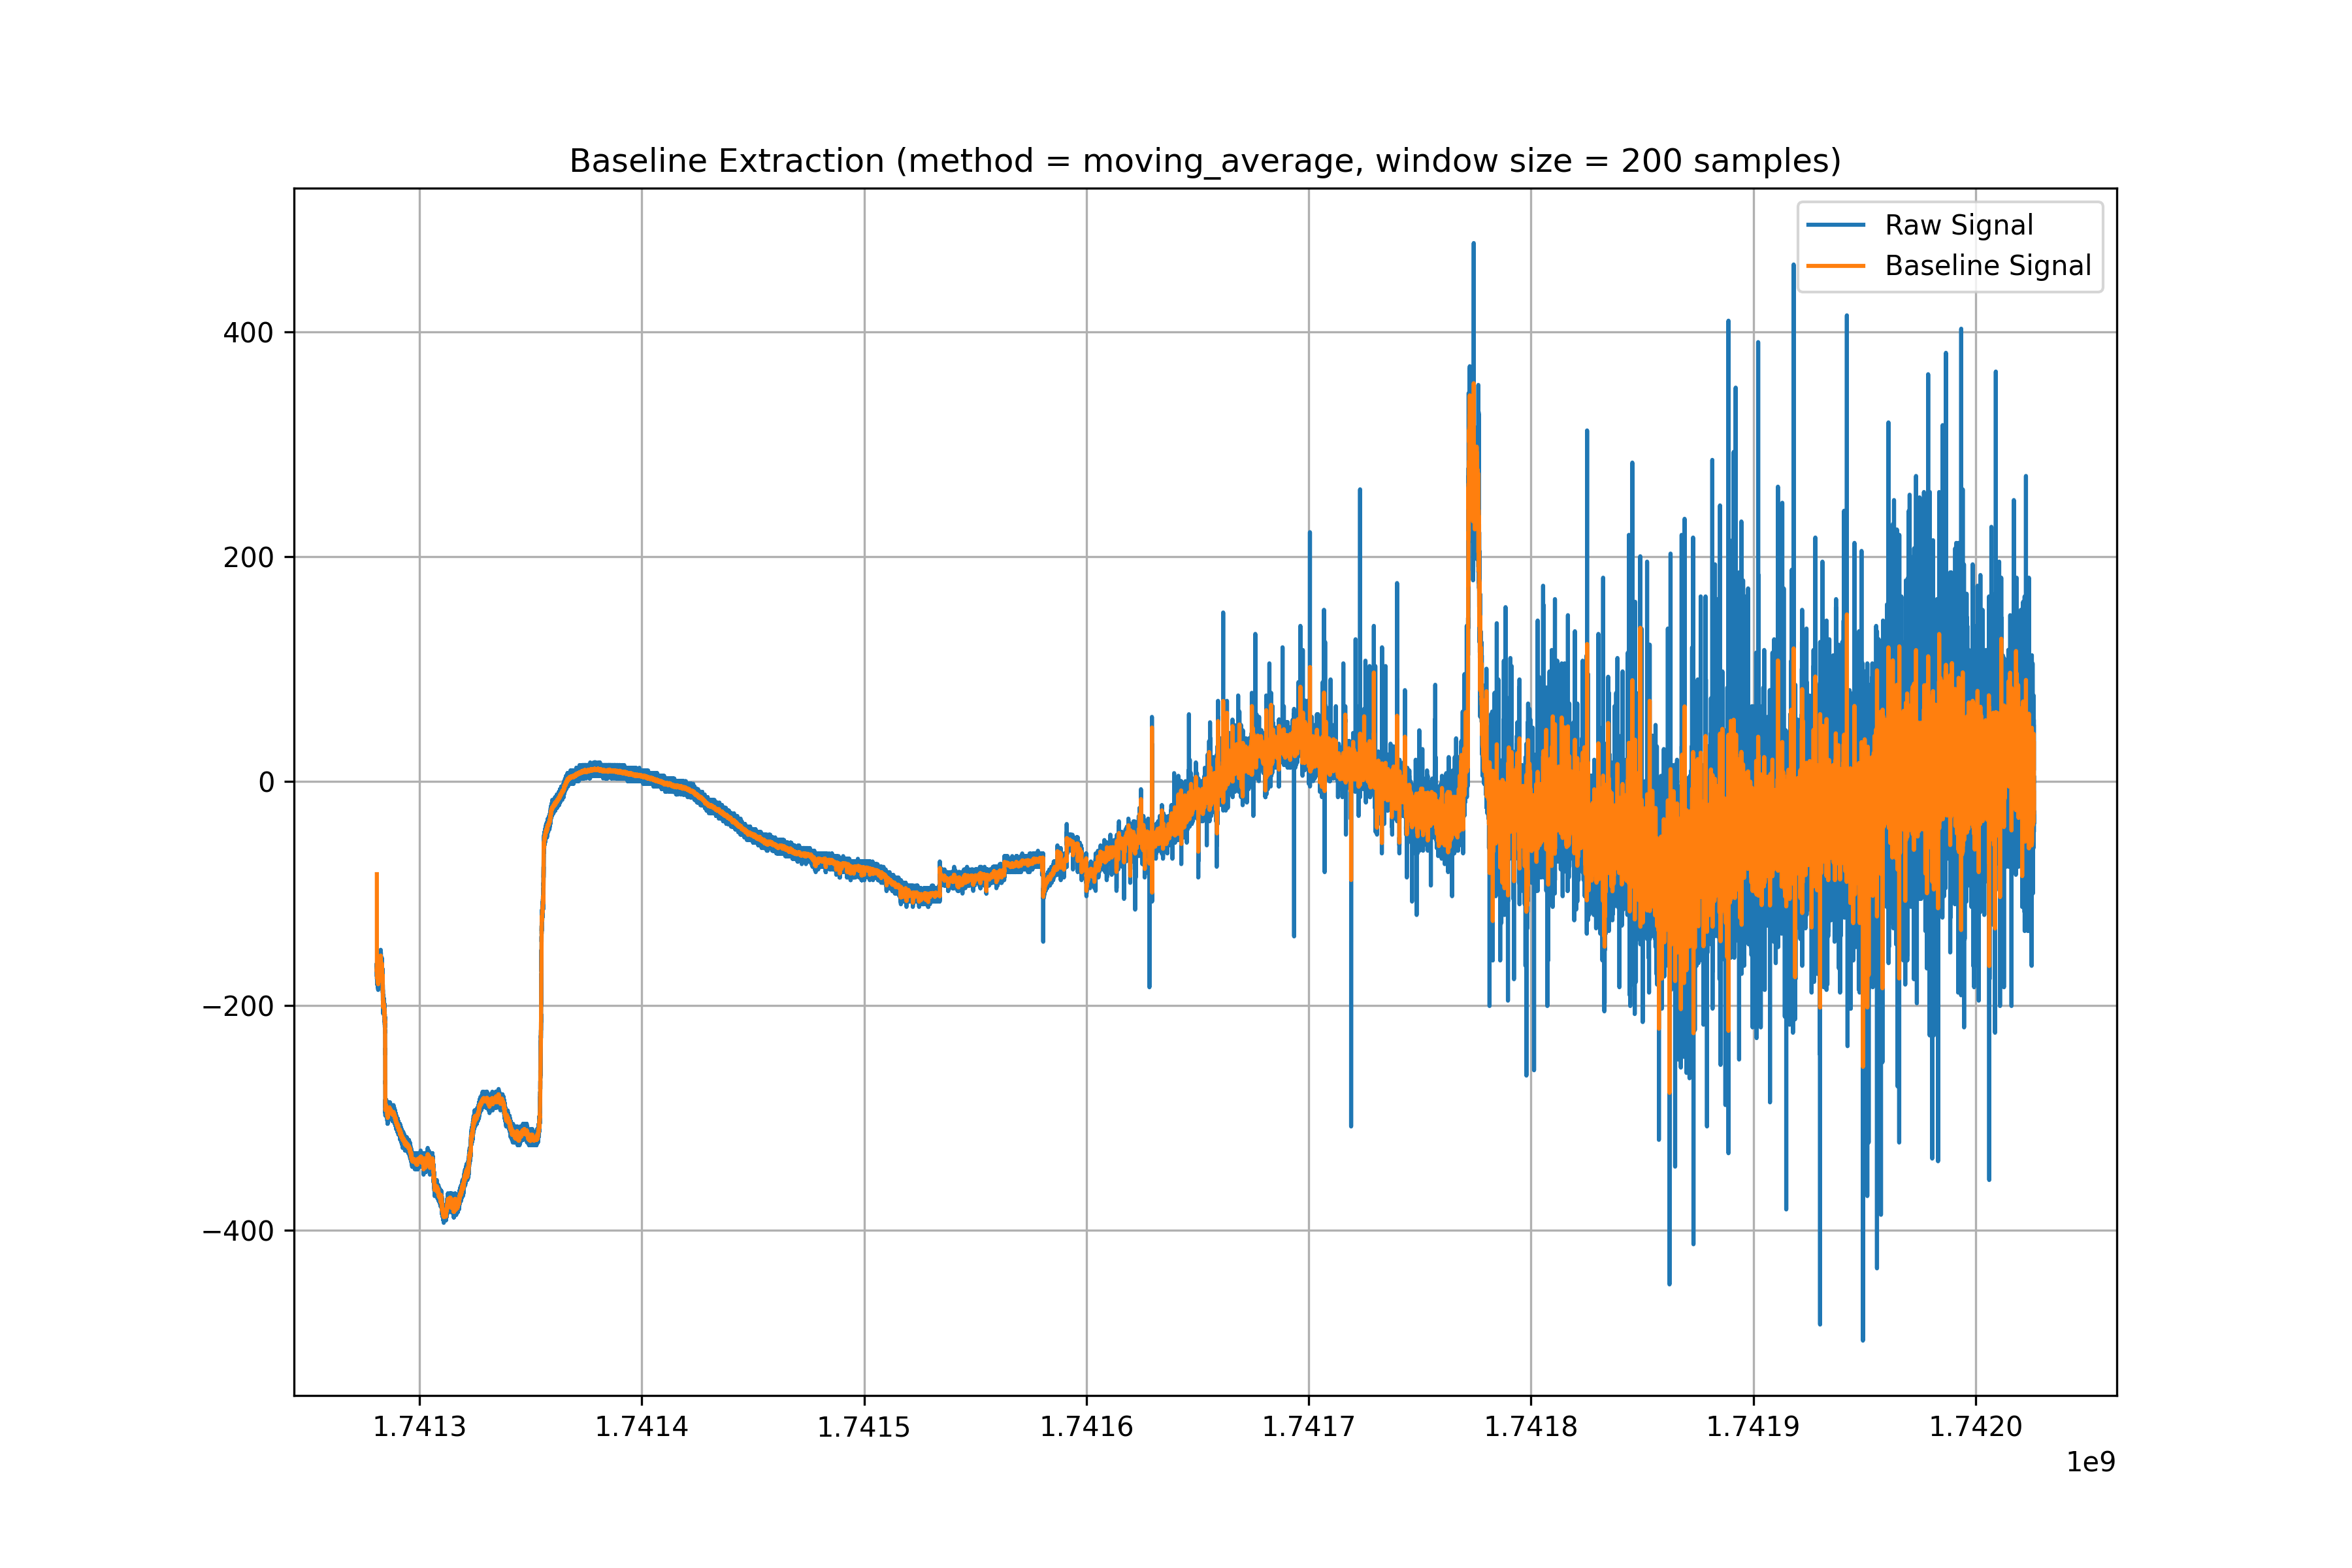 Baseline Extraction (method = moving_average, window size = 200 samples)
Raw Signal
Baseline Signal
400
200
0
−200
−400
1.7413 1.7414 1.7415 1.7416 1.7417 1.7418 1.7419 1.7420
1e9